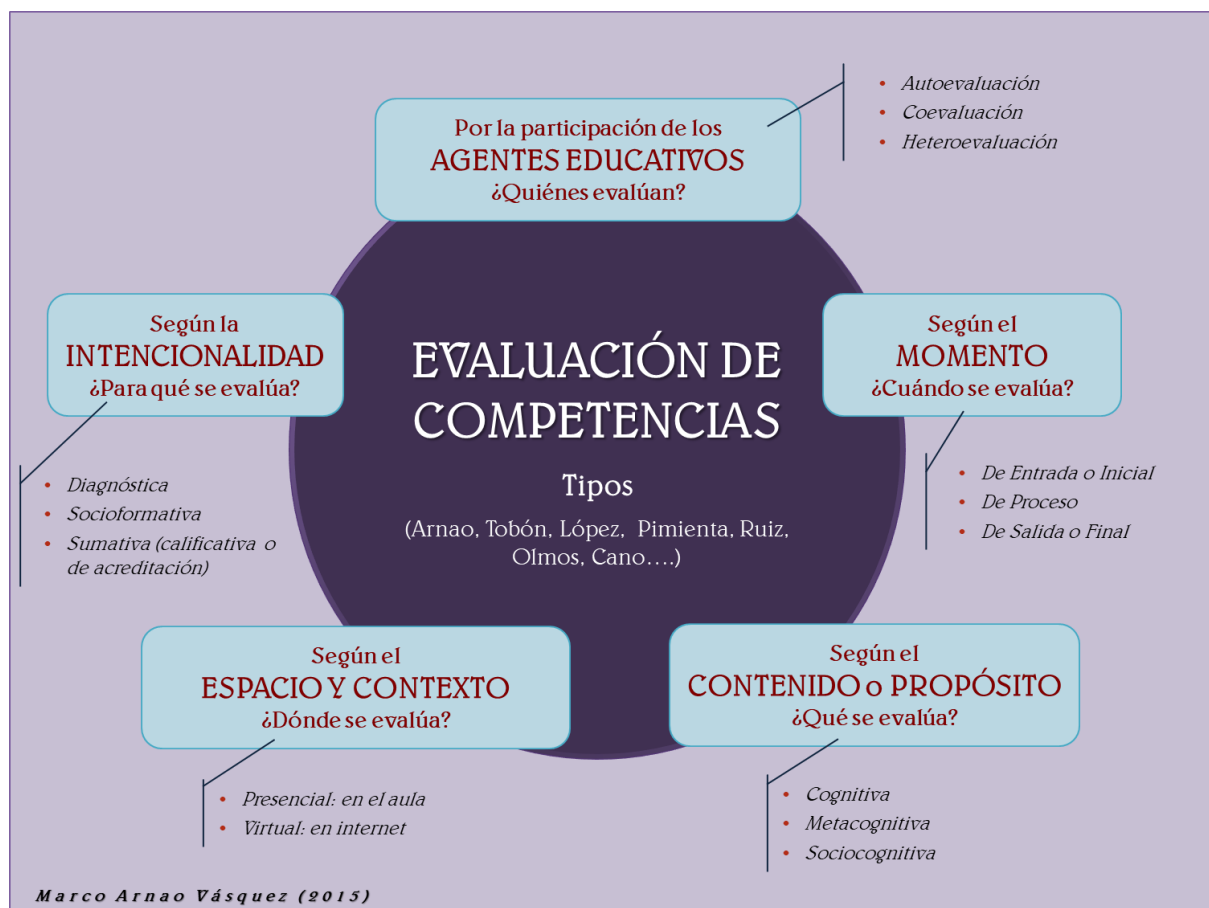 Por la participación de los
AGENTES EDUCATIVOS
¿Quiénes evalúan?
• Autoevaluación
• Coevaluación
• Heteroevaluación
Según la
INTENCIONALIDAD
¿Para qué se evalúa?
• Diagnóstica
• Socioformativa
• Sumativa (calificativa o
de acreditación)
EVALUACIÓN DE
COMPETENCIAS
Tipos
(Arnao, Tobón, López, Pimienta, Ruiz,
Olmos, Cano….)
Según el
MOMENTO
¿Cuándo se evalúa?
• De Entrada o Inicial
• De Proceso
• De Salida o Final
Según el
ESPACIO Y CONTEXTO
¿Dónde se evalúa?
• Presencial: en el aula
• Virtual: en internet
Según el
CONTENIDO o PROPÓSITO
¿Qué se evalúa?
• Cognitiva
• Metacognitiva
• Sociocognitiva
Marco Arnao Vásquez (2015)